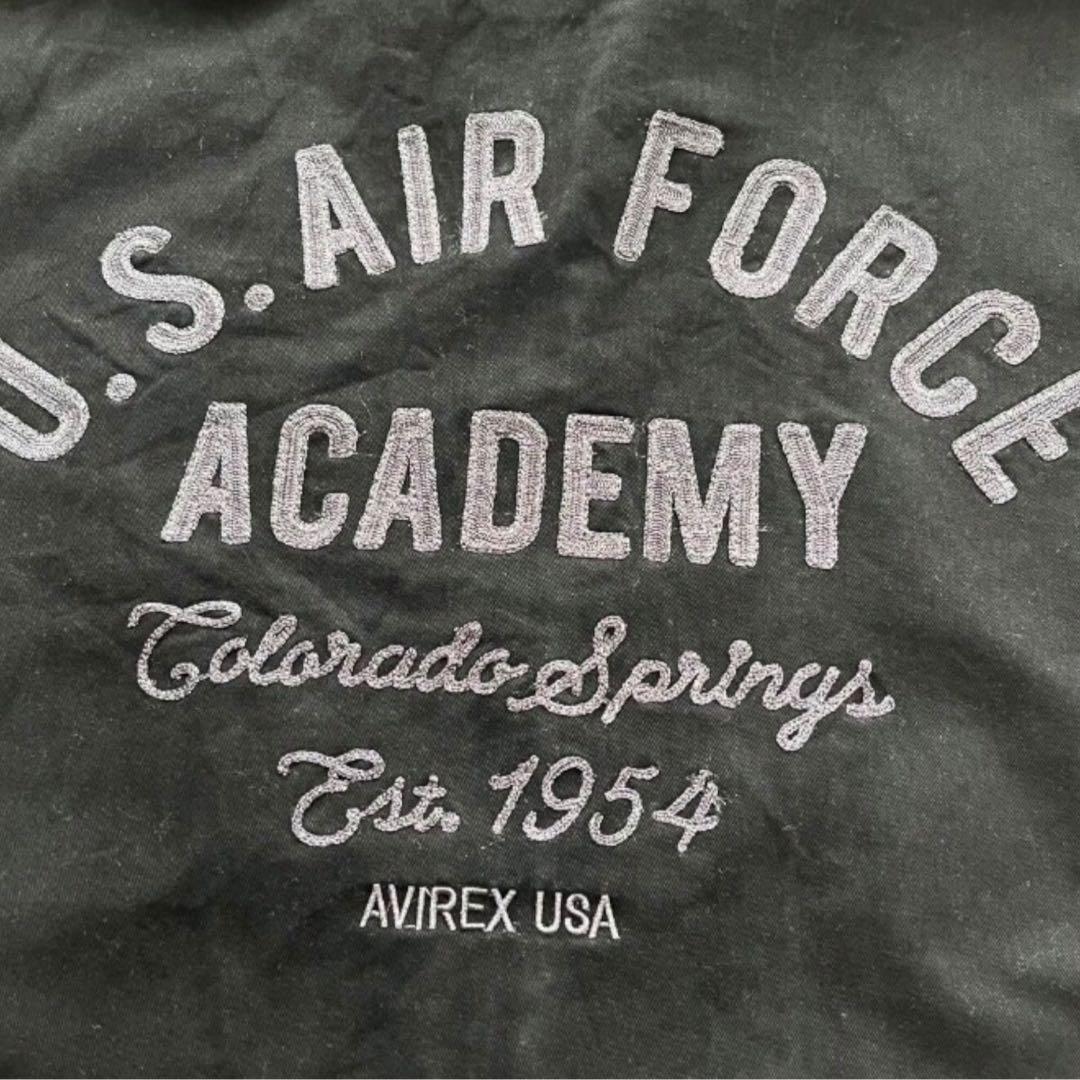 U.S. AIR FORCE
ACADEMY
Colorado Springs
Est. 1954
AVIREX USA